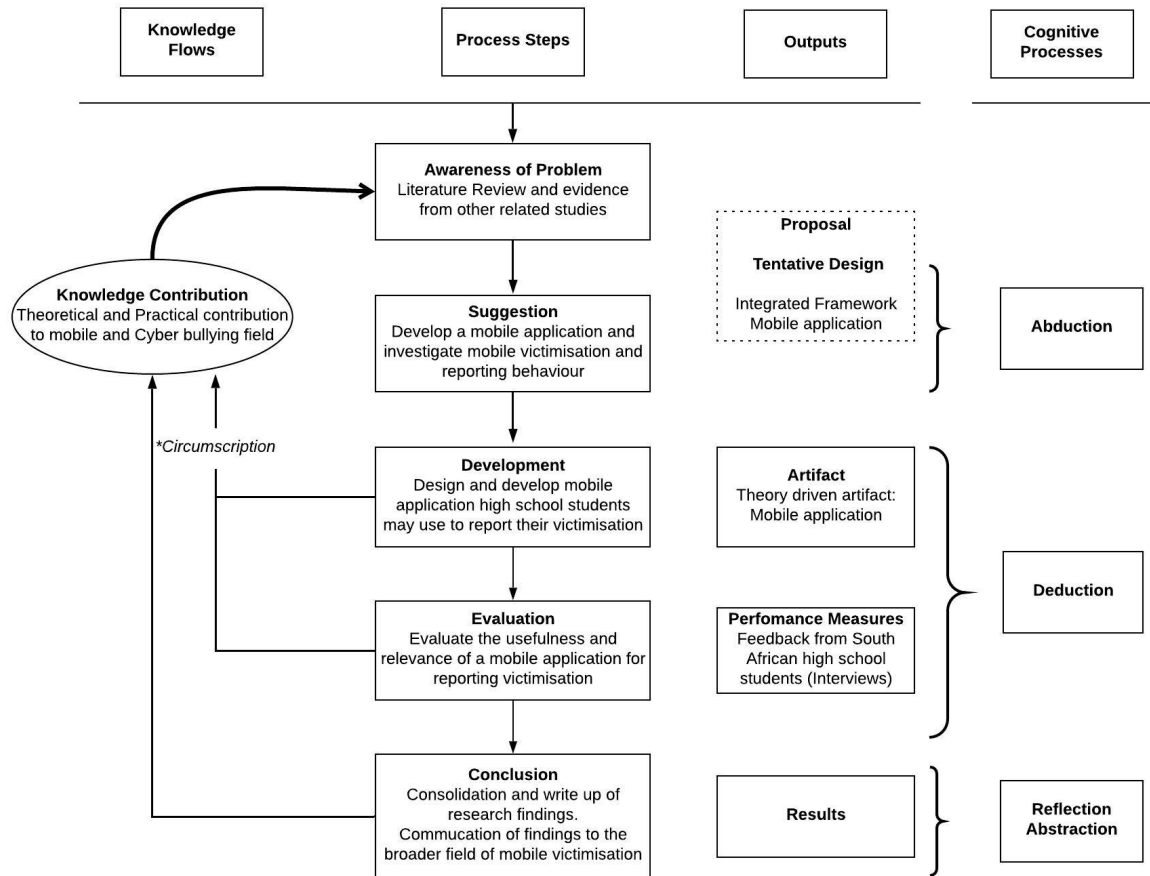 Knowledge
Flows
Process Steps
Outputs
Cognitive
Processes
Awareness of Problem
Literature Review and evidence
from other related studies
Proposal
Tentative Design
Integrated Framework
Mobile application
Knowledge Contribution
Theoretical and Practical contribution
to mobile and Cyber bullying field
Suggestion
Develop a mobile application and
investigate mobile victimisation and
reporting behaviour
Abduction
*Circumscription
Development
Design and develop mobile
application high school students
may use to report their victimisation
Artifact
Theory driven artifact:
Mobile application
Deduction
Evaluation
Evaluate the usefulness and
relevance of a mobile application for
reporting victimisation
Perfomance Measures
Feedback from South
African high school
students (Interviews)
Conclusion
Consolidation and write up of
research findings.
Commucation of findings to the
broader field of mobile victimisation
Results
Reflection
Abstraction